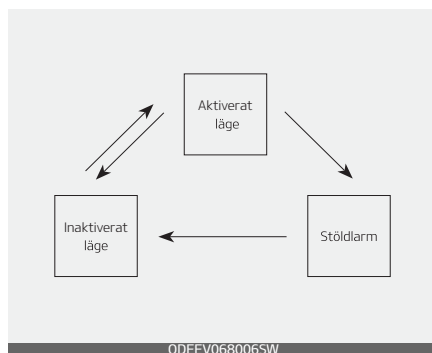 Aktiverat
läge
Inaktiverat
läge
Stöldlarm
ODEEV068006SW